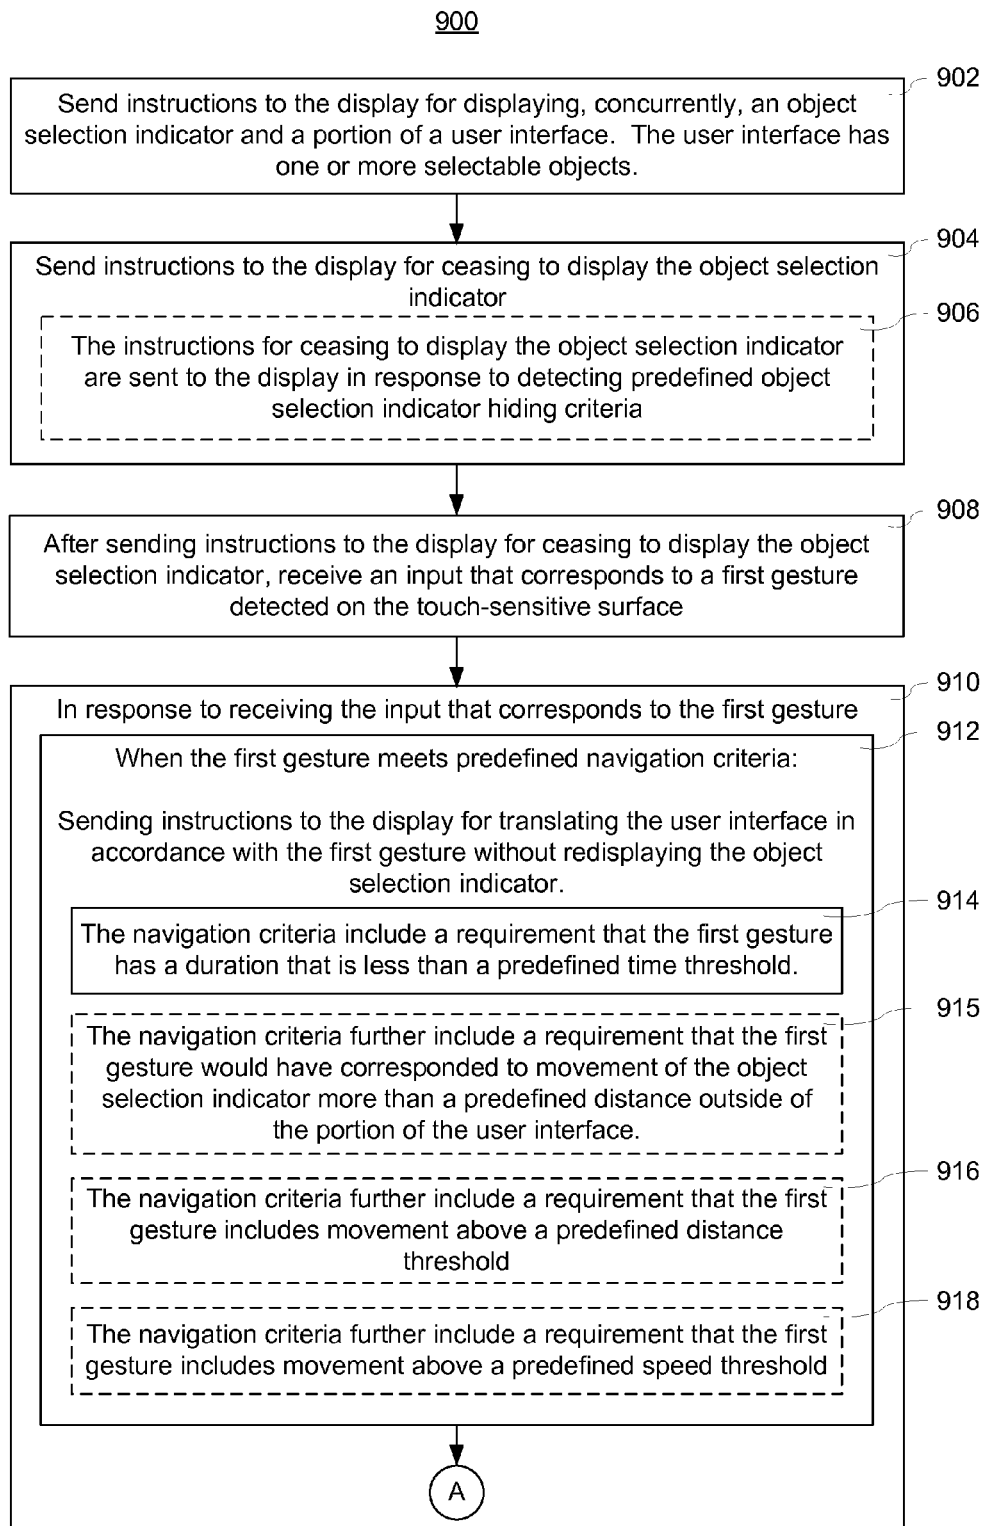 900
902
Send instructions to the display for displaying, concurrently, an object
selection indicator and a portion of a user interface.  The user interface has
one or more selectable objects.
904
Send instructions to the display for ceasing to display the object selection
indicator
906
The instructions for ceasing to display the object selection indicator
are sent to the display in response to detecting predefined object
selection indicator hiding criteria
908
After sending instructions to the display for ceasing to display the object
selection indicator, receive an input that corresponds to a first gesture
detected on the touch-sensitive surface
910
In response to receiving the input that corresponds to the first gesture
912
When the first gesture meets predefined navigation criteria:
Sending instructions to the display for translating the user interface in
accordance with the first gesture without redisplaying the object
selection indicator.
914
The navigation criteria include a requirement that the first gesture
has a duration that is less than a predefined time threshold.
915
The navigation criteria further include a requirement that the first
gesture would have corresponded to movement of the object
selection indicator more than a predefined distance outside of
the portion of the user interface.
916
The navigation criteria further include a requirement that the first
gesture includes movement above a predefined distance
threshold
918
The navigation criteria further include a requirement that the first
gesture includes movement above a predefined speed threshold
A